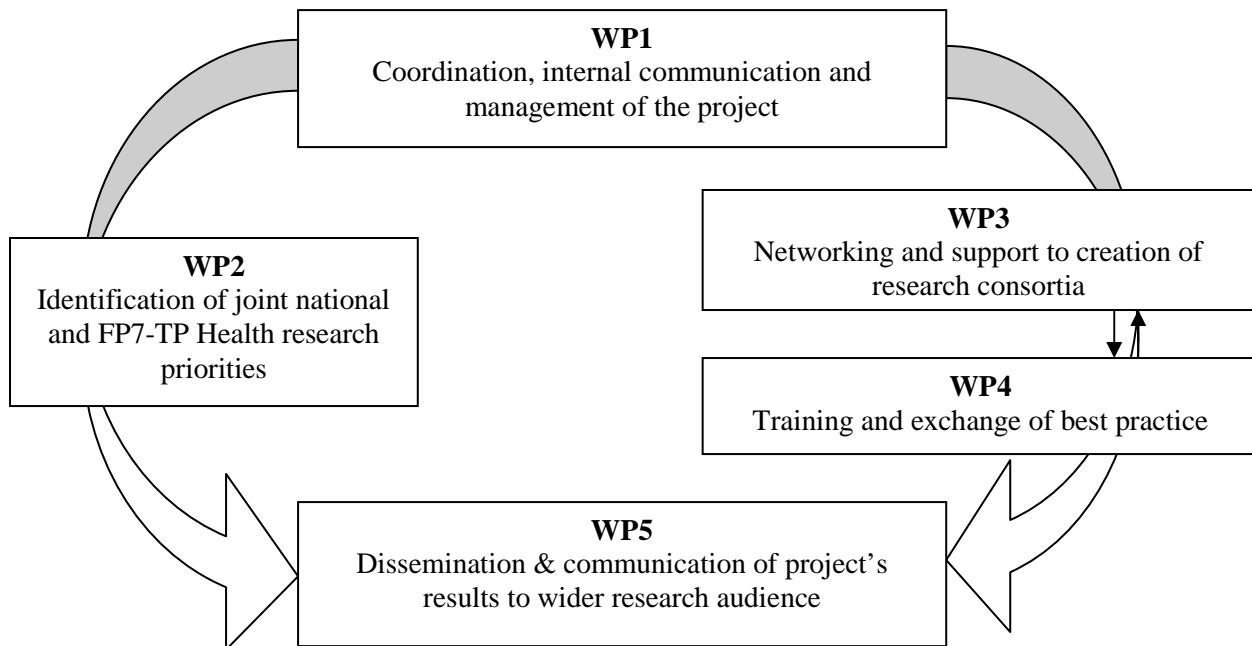 WP1
Coordination, internal communication and
management of the project
WP3
Networking and support to creation of
research consortia
WP2
Identification of joint national
and FP7-TP Health research
priorities
WP4
Training and exchange of best practice
WP5
Dissemination & communication of project’s
results to wider research audience